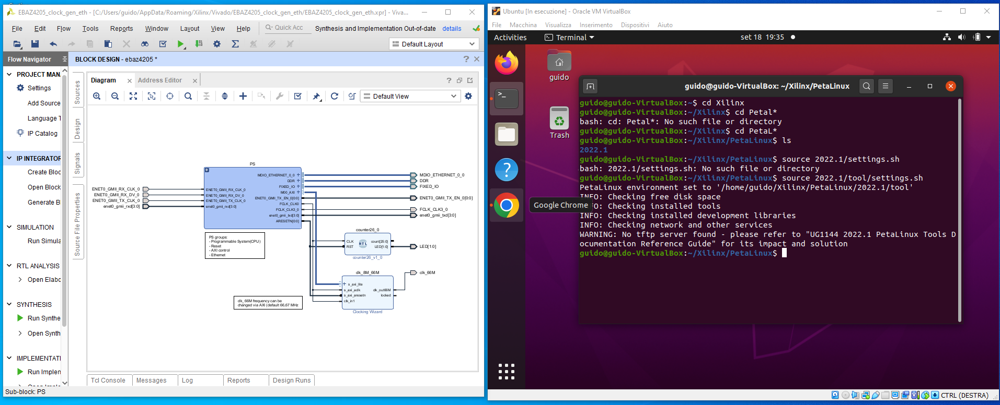 EBAZ4205_clock_gen_eth - [C:/Users/guido/AppData/Roaming/Xilinx/Vivado/EBAZ4205_clock_gen_eth/EBAZ4205_clock_gen_eth.xpr] - Viva...
File Edit Flow Tools Reports Window Layout View Help Quick Acc Synthesis and Implementation Out-of-date details
Default Layout
Flow Navigator
PROJECT MAN
Settings
Add Source
Language T
IP Catalog
IP INTEGRATOR
Create Bloc
Open Block
Generate B
SIMULATION
Run Simula
RTL ANALYSIS
Open Elabo
SYNTHESIS
Run Synthe
Open Synth
IMPLEMENTATI
Run Implen
BLOCK DESIGN - ebaz4205 *
Sources
Design
Signals
Source File Properties
Diagram
Address Editor
Default View
PS
ENET0_GMII_RX_CLK_0
ENET0_GMII_RX_DV_0
ENET0_GMII_TX_CLK_0
enet0_gmii_rxd[3:0]
ENET0_GMII_RX_CLK_0
ENET0_GMII_RX_DV_0
ENET0_GMII_TX_CLK_0
enet0_gmii_rxd[3:0]
MDIO_ETHERNET_0_0
DDR
FIXED_IO
M00_AXI
ENET0_GMII_TX_EN_0[0:0]
FCLK_CLK0
FCLK_CLK3_0
enet0_gmii_txd[3:0]
ARESETN[0:0]
MDIO_ETHERNET_0_0
DDR
FIXED_IO
ENET0_GMII_TX_EN_0[0:0]
FCLK_CLK3_0
enet0_gmii_txd[3:0]
PS groups:
- Programmable System(CPU)
- Reset
- AXI control
- Ethernet
counter26_0
CLK
RST
RTL
count[25:0]
LED[1:0]
counter26_v1_0
LED[1:0]
clk_8M_66M
s_axi_lite
s_axi_aclk
s_axi_aresetn
clk_in1
clk_out66M
locked
Clocking Wizard
clk_66M
clk_66M frequency can be
changed via AXI (default 66,67 MHz
Tcl Console
Messages
Log
Reports
Design Runs
Sub-block: PS
Ubuntu [In esecuzione] - Oracle VM VirtualBox
File Macchina Visualizza Inserimento Dispositivi Aiuto
Activities
Terminal
set 18 19:35
guido
Trash
Google Chrome
guido@guido-VirtualBox: ~/Xilinx/PetaLinux
guido@guido-VirtualBox:~$ cd Xilinx
guido@guido-VirtualBox:~/Xilinx$ cd Petal*
bash: cd: Petal*: No such file or directory
guido@guido-VirtualBox:~/Xilinx$ cd PetaL*
guido@guido-VirtualBox:~/Xilinx/PetaLinux$ ls
2022.1
guido@guido-VirtualBox:~/Xilinx/PetaLinux$ source 2022.1/settings.sh
bash: 2022.1/settings.sh: No such file or directory
guido@guido-VirtualBox:~/Xilinx/PetaLinux$ source 2022.1/tool/settings.sh
PetaLinux environment set to '/home/guido/Xilinx/PetaLinux/2022.1/tool'
INFO: Checking free disk space
FO: Checking installed tools
INFO: Checking installed development libraries
INFO: Checking network and other services
WARNING: No tftp server found - please refer to "UG1144 2022.1 PetaLinux Tools D
ocumentation Reference Guide" for its impact and solution
guido@guido-VirtualBox:~/Xilinx/PetaLinux$
CTRL (DESTRA)